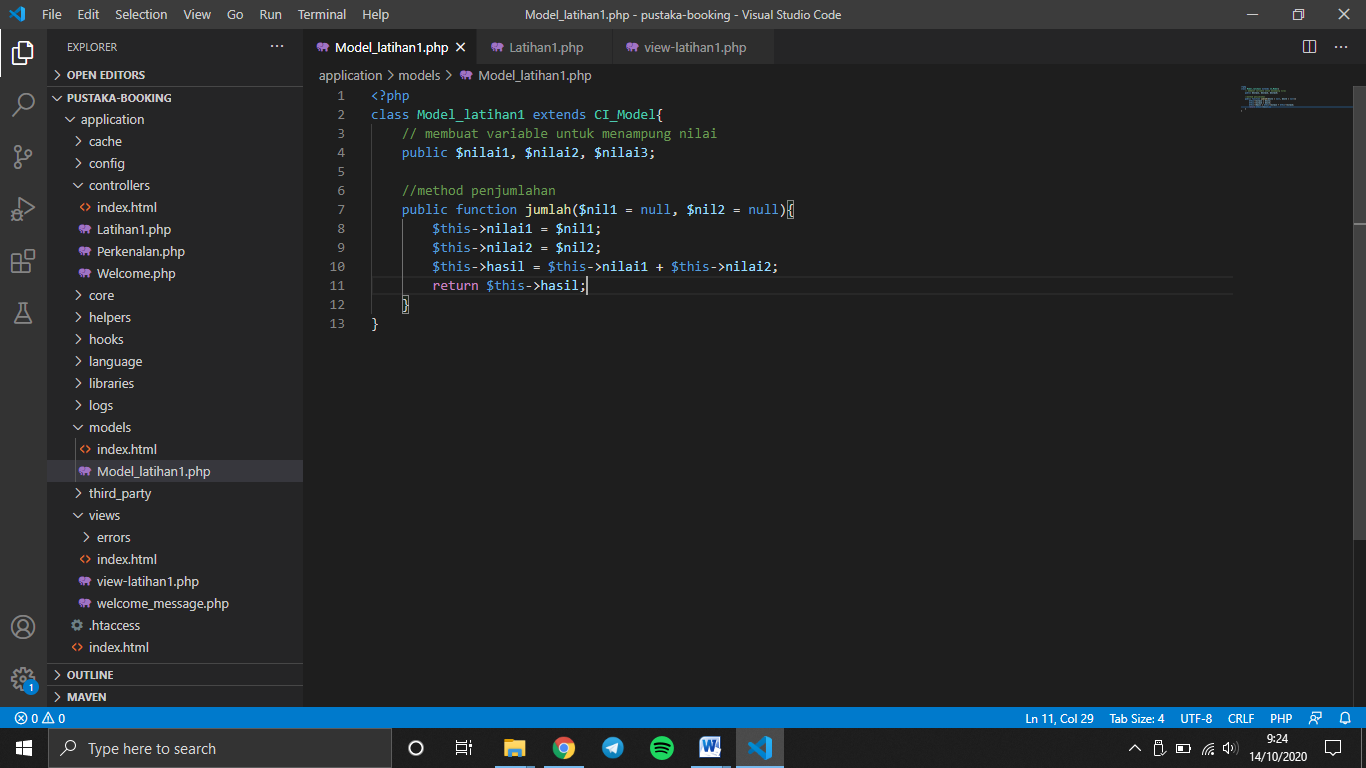 File Edit Selection View Go Run Terminal Help Model_latihan1.php - pustaka-booking - Visual Studio Code
EXPLORER
OPEN EDITORS
PUSTAKA-BOOKING
application
cache
config
controllers
index.html
Latihan1.php
Perkenalan.php
Welcome.php
core
helpers
hooks
language
libraries
logs
models
index.html
Model_latihan1.php
third_party
views
errors
index.html
view-latihan1.php
welcome_message.php
.htaccess
index.html
OUTLINE
MAVEN
Model_latihan1.php Latihan1.php view-latihan1.php
application > models > Model_latihan1.php
1 <?php
2 class Model_latihan1 extends CI_Model{
3 // membuat variable untuk menampung nilai
4 public $nilai1, $nilai2, $nilai3;
5
6 //method penjumlahan
7 public function jumlah($nil1 = null, $nil2 = null){
8 $this->nilai1 = $nil1;
9 $this->nilai2 = $nil2;
10 $this->hasil = $this->nilai1 + $this->nilai2;
11 return $this->hasil;
12 }
13 }
1
0 0 Ln 11, Col 29 Tab Size: 4 UTF-8 CRLF PHP
Type here to search
9:24
14/10/2020